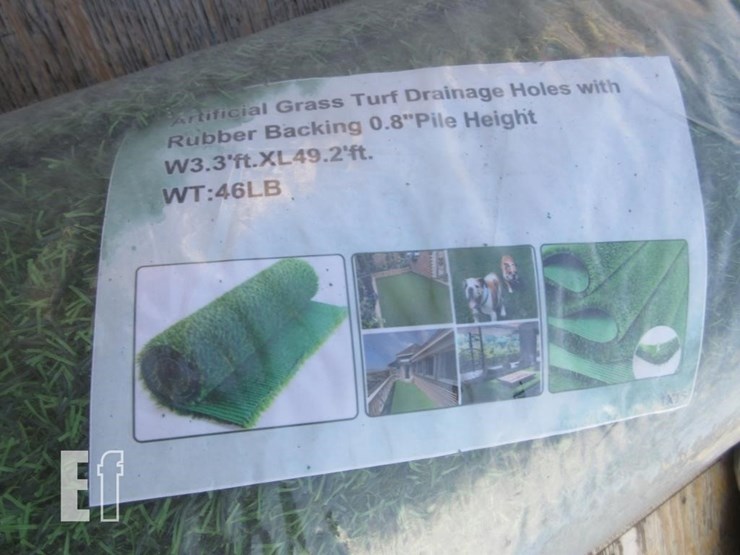 Artificial Grass Turf Drainage Holes with
Rubber Backing 0.8"Pile Height
W3.3'ft.XL49.2'ft.
WT:46LB
Ef